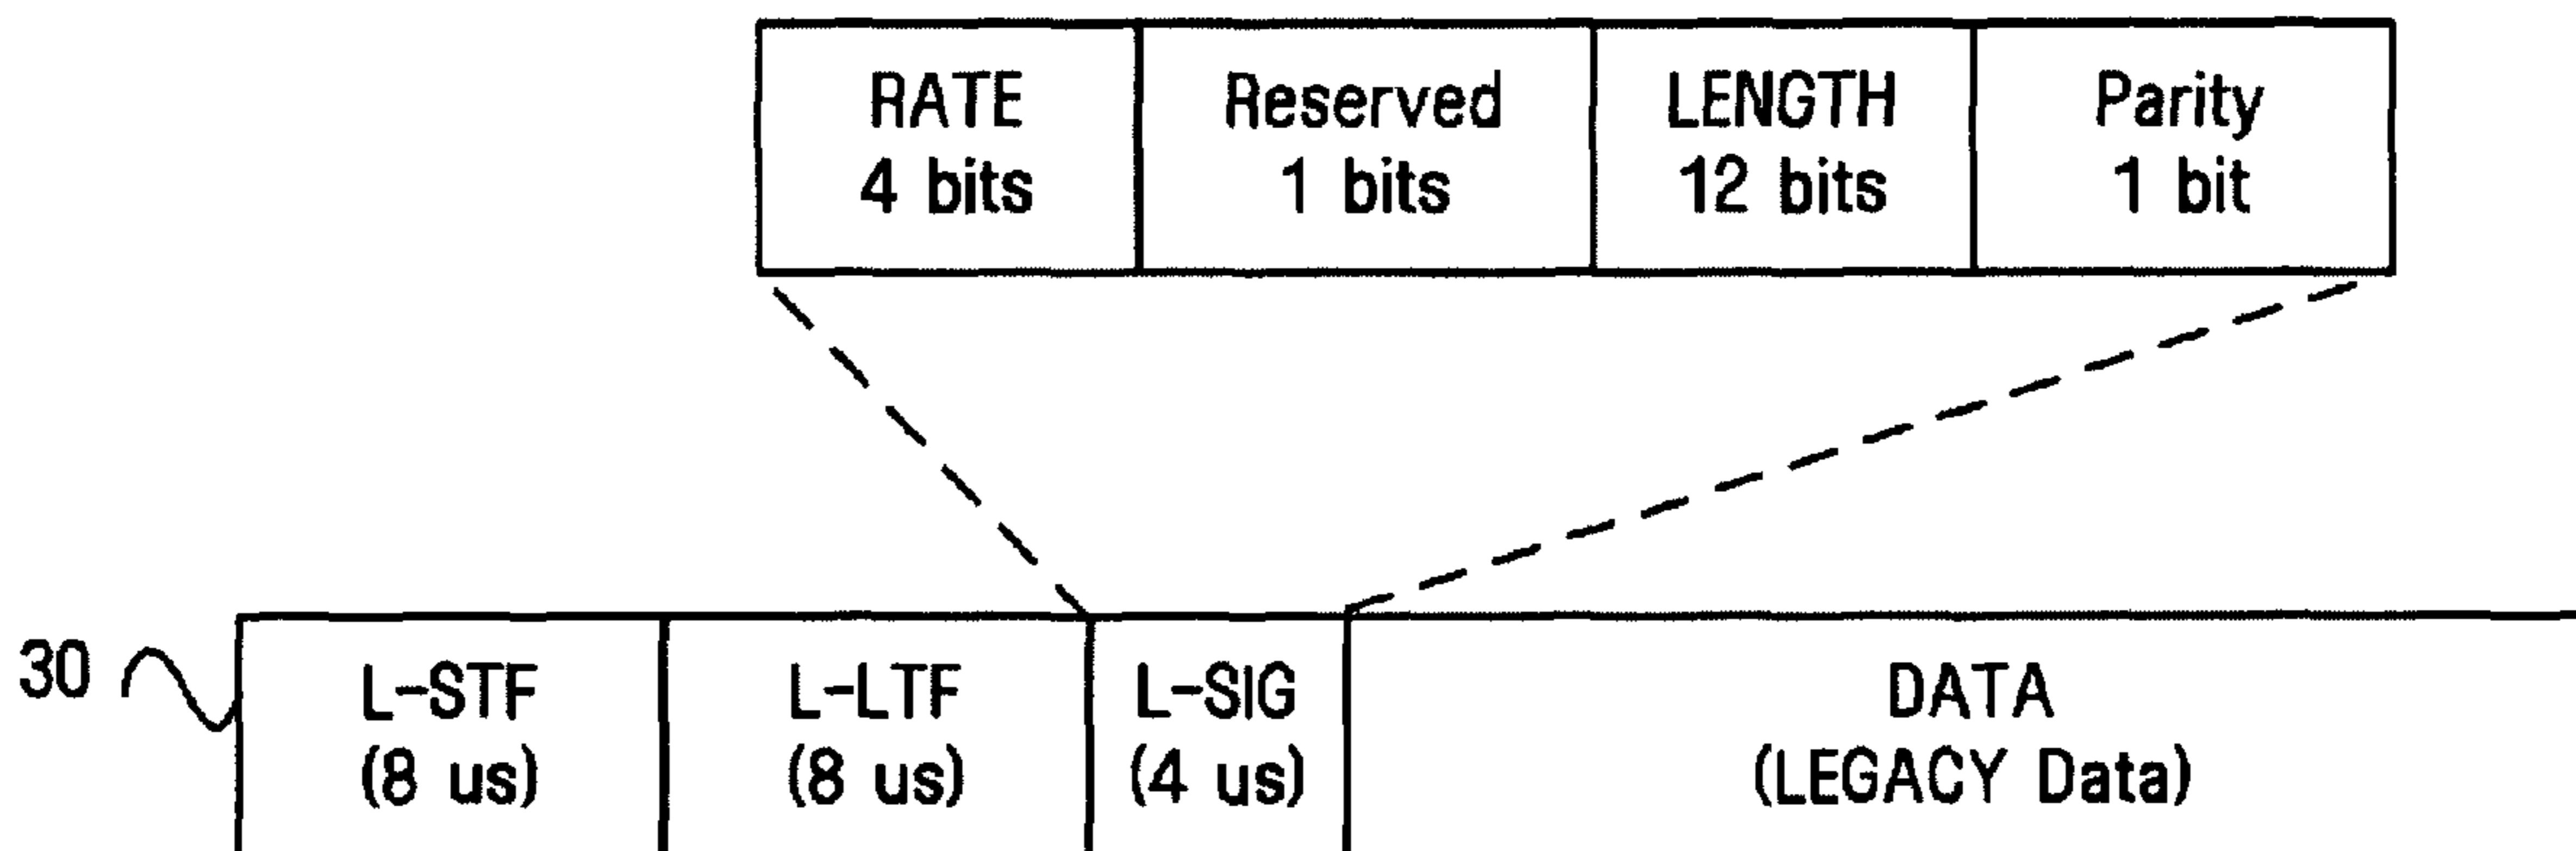 RATE
4 bits
Reserved
1 bits
LENGTH
12 bits
Parity
1 bit
30
L-STF
(8 us)
L-LTF
(8 us)
L-SIG
(4 us)
DATA
(LEGACY Data)